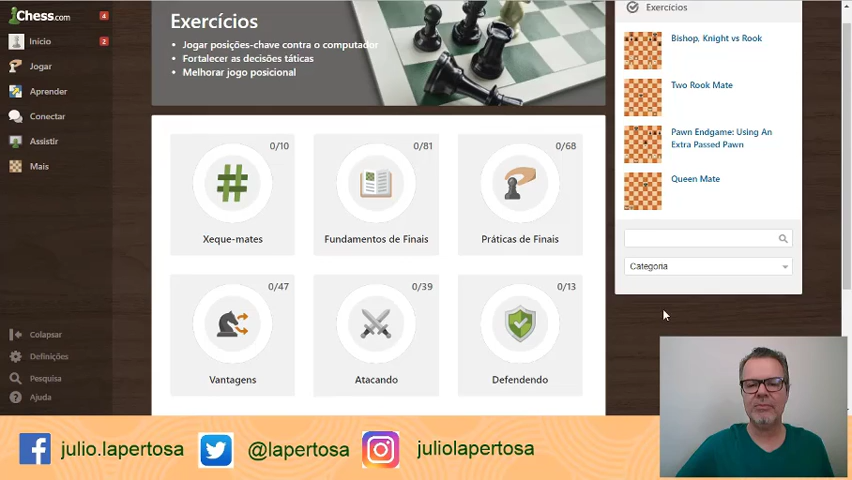 Chess.com
4
Início
2
Jogar
Aprender
Conectar
Assistir
Mais
Colapsar
Definições
Pesquisa
Ajuda
Exercícios
Jogar posições-chave contra o computador
Fortalecer as decisões táticas
Melhorar jogo posicional
0/10
Xeque-mates
0/81
Fundamentos de Finais
0/68
Práticas de Finais
0/47
Vantagens
0/39
Atacando
0/13
Defendendo
Exercícios
Bishop, Knight vs Rook
Two Rook Mate
Pawn Endgame: Using An
Extra Passed Pawn
Queen Mate
Categoria
julio.lapertosa
@lapertosa
juliolapertosa